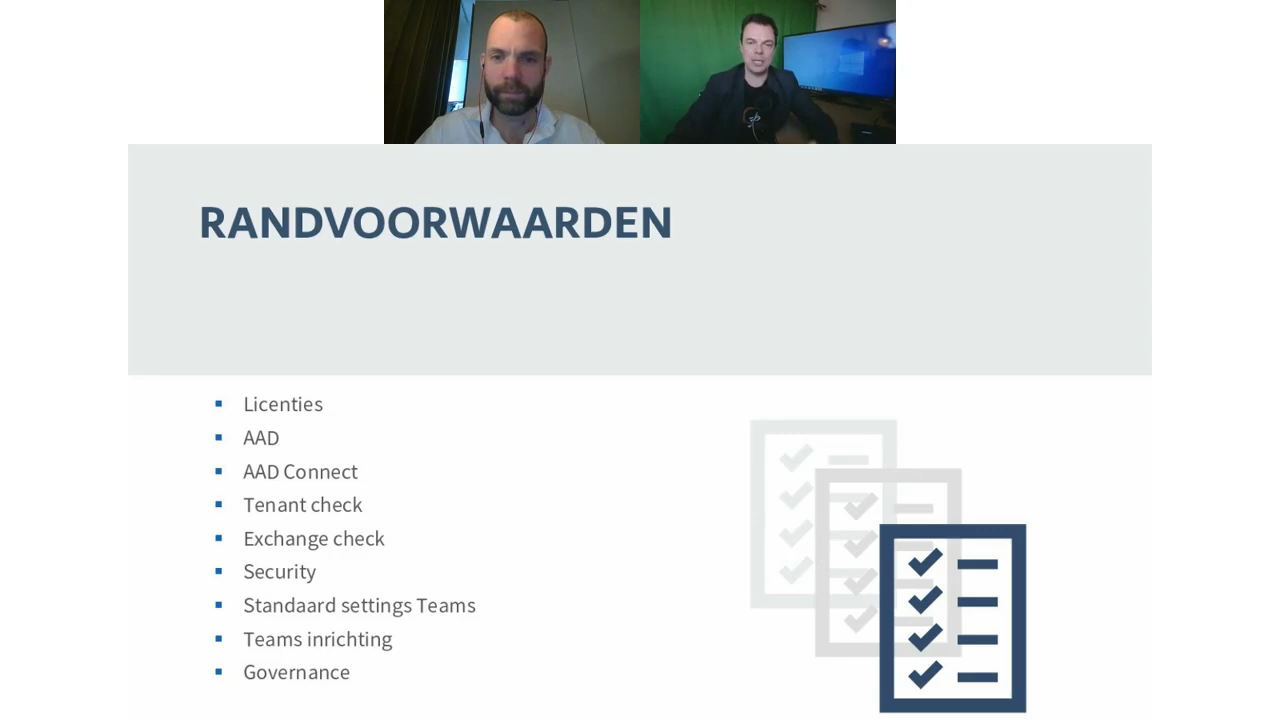 RANDVOORWAARDEN
Licenties
AAD
AAD Connect
Tenant check
Exchange check
Security
Standaard settings Teams
Teams inrichting
Governance